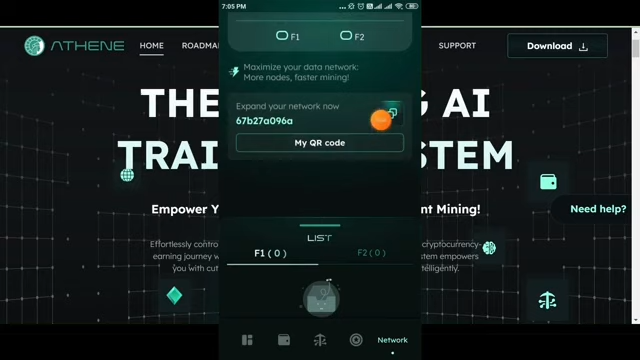 7:05 PM
ATHENE
HOME
ROADMA
SUPPORT
Download
F1
F2
Maximize your data network:
More nodes, faster mining!
Expand your network now
67b27a096a
My QR code
THE
G AI
TRAI
STEM
Empower Y
nt Mining!
Need help?
Effortlessly contro
earning journey w
you with cut
cryptocurrency-
system empowers
telligently.
LIST
F1 ( 0 )
F2 ( 0 )
Network